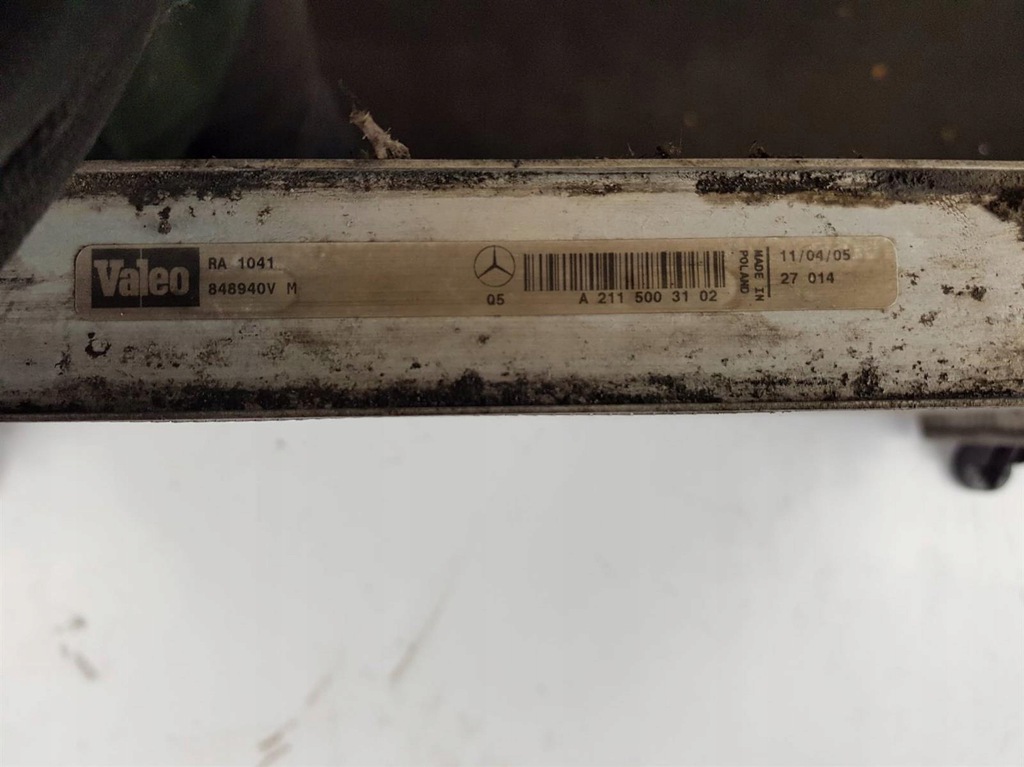 Valeo
RA 1041
848940V M
Q5
A 211 500 31 02
MADE IN
POLAND
11/04/05
27 014